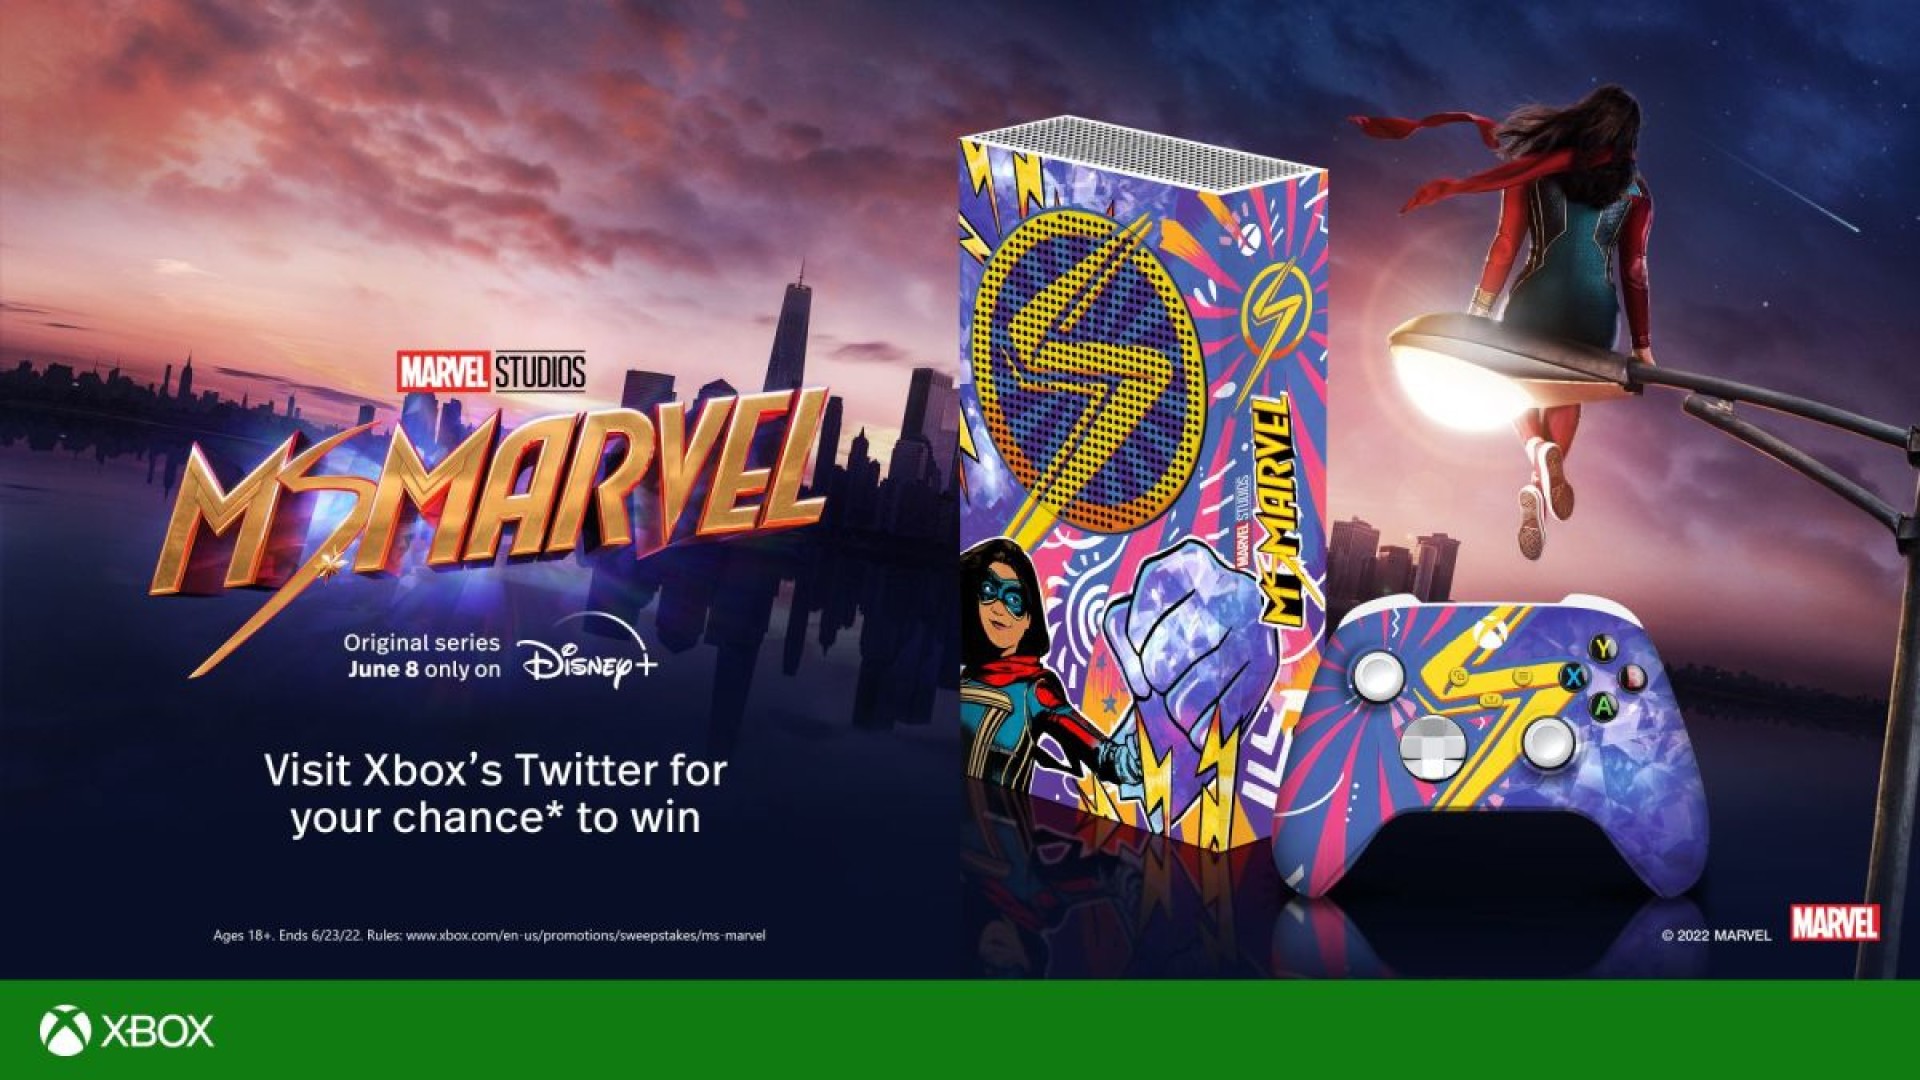 MARVEL STUDIOS
MS MARVEL
Original series
June 8 only on
Disney+
Visit Xbox's Twitter for
your chance* to win
Ages 18+. Ends 6/23/22. Rules: www.xbox.com/en-us/promotions/sweepstakes/ms-marvel
MARVEL STUDIOS
MS MARVEL
Y
X
A
© 2022 MARVEL
MARVEL
XBOX